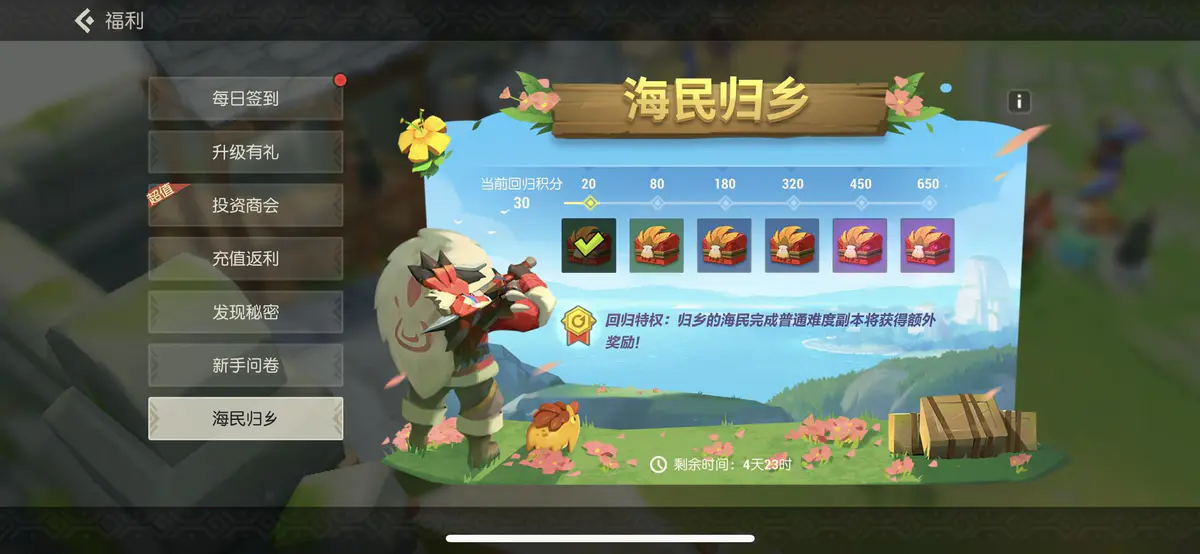 福利
每日签到
升级有礼
超值
投资商会
充值返利
发现秘密
新手问卷
海民归乡
海民归乡
当前回归积分 20 80 180 320 450 650
30
回归特权：归乡的海民完成普通难度副本将获得额外
奖励！
剩余时间：4天23时